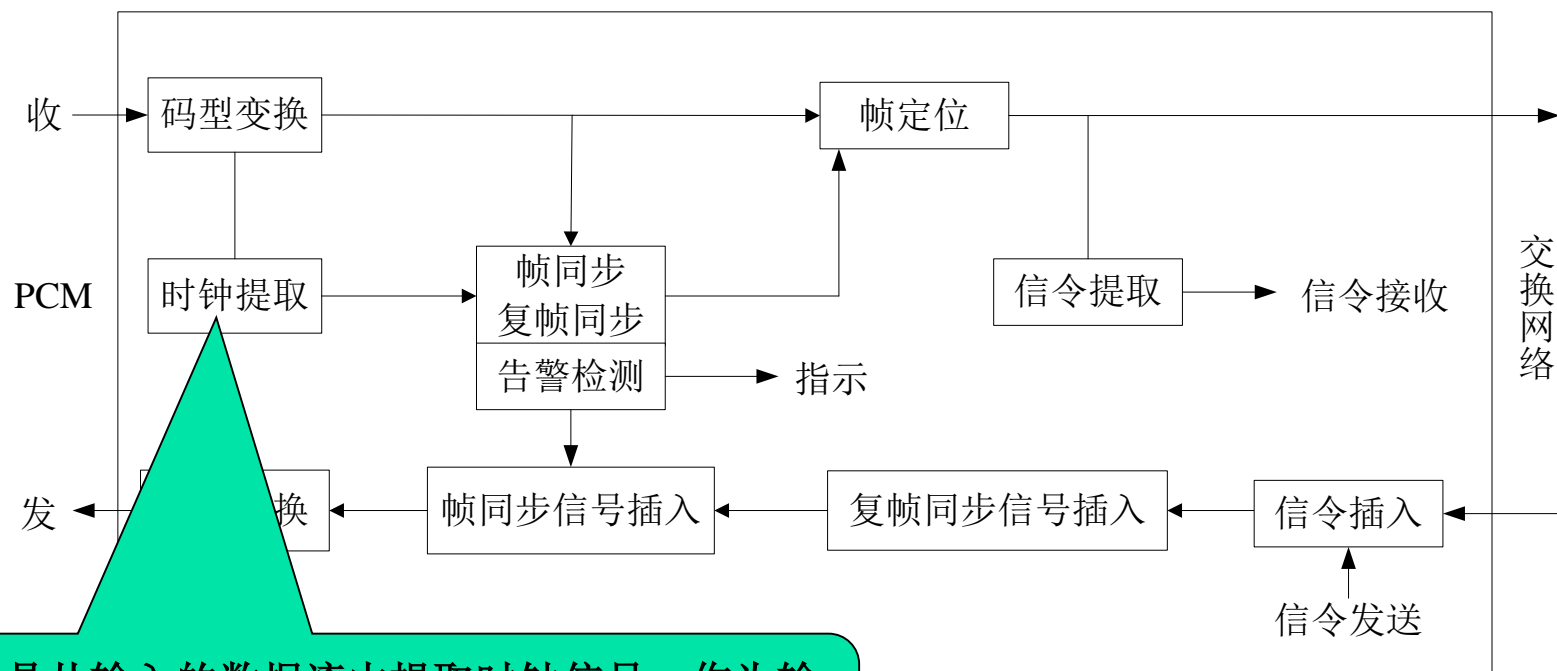 收
码型变换
帧定位
PCM
时钟提取
帧同步
复帧同步
告警检测
指示
信令提取
信令接收
交换网络
发
换
帧同步信号插入
复帧同步信号插入
信令插入
信令发送
是从输入的数据流中提取时钟信号，作为输